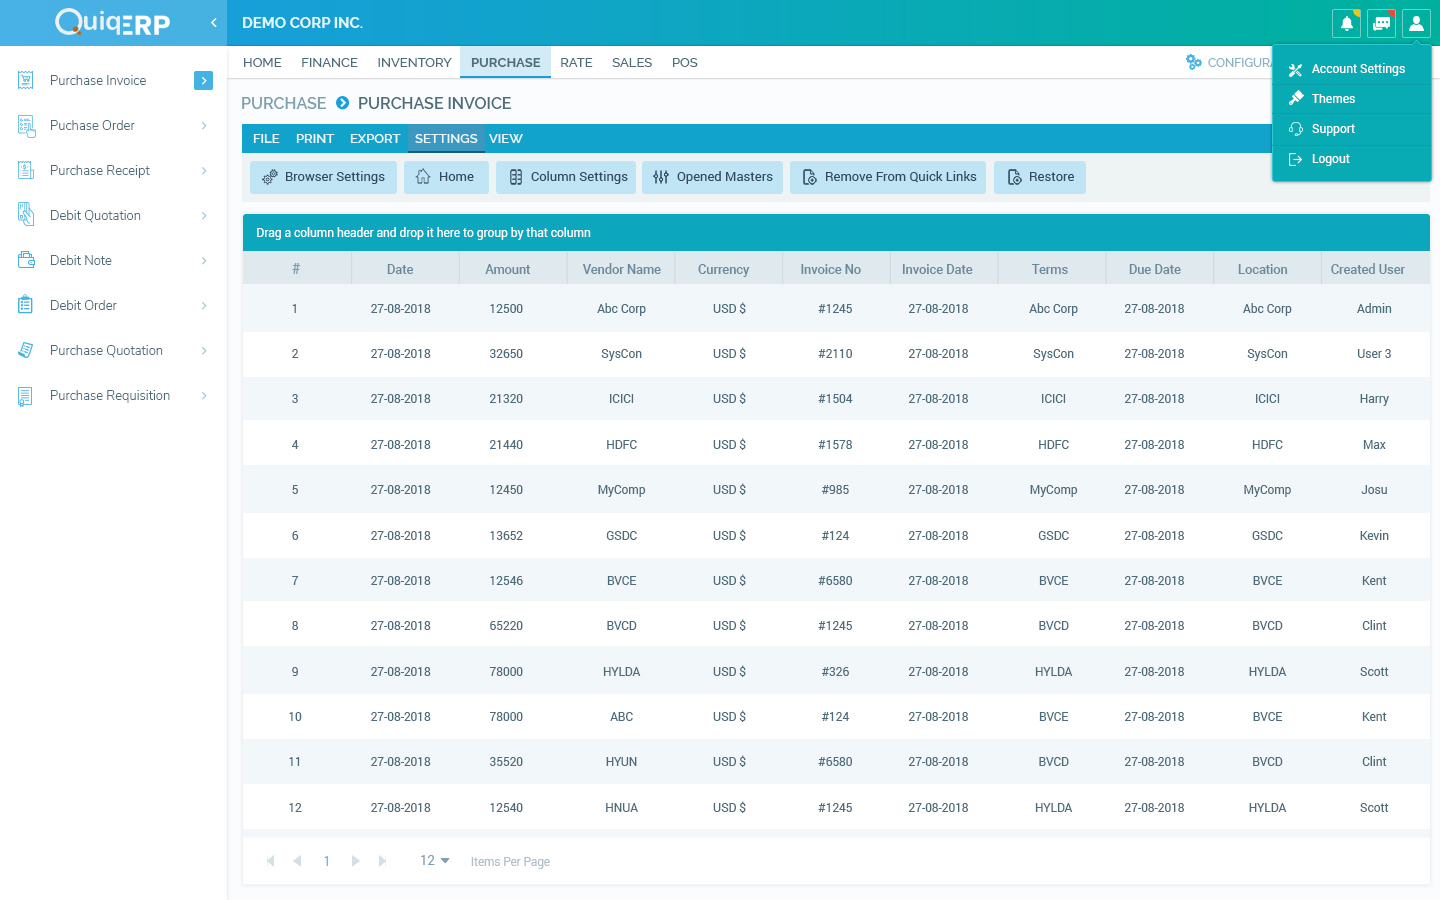 QuiqERP
DEMO CORP INC.
HOME FINANCE INVENTORY PURCHASE RATE SALES POS CONFIGURA
Account Settings
Themes
Support
Logout
Purchase Invoice
Puchase Order
Purchase Receipt
Debit Quotation
Debit Note
Debit Order
Purchase Quotation
Purchase Requisition
PURCHASE PURCHASE INVOICE
FILE PRINT EXPORT SETTINGS VIEW
Browser Settings Home Column Settings Opened Masters Remove From Quick Links Restore
Drag a column header and drop it here to group by that column
# Date Amount Vendor Name Currency Invoice No Invoice Date Terms Due Date Location Created User
1 27-08-2018 12500 Abc Corp USD $ #1245 27-08-2018 Abc Corp 27-08-2018 Abc Corp Admin
2 27-08-2018 32650 SysCon USD $ #2110 27-08-2018 SysCon 27-08-2018 SysCon User 3
3 27-08-2018 21320 ICICI USD $ #1504 27-08-2018 ICICI 27-08-2018 ICICI Harry
4 27-08-2018 21440 HDFC USD $ #1578 27-08-2018 HDFC 27-08-2018 HDFC Max
5 27-08-2018 12450 MyComp USD $ #985 27-08-2018 MyComp 27-08-2018 MyComp Josu
6 27-08-2018 13652 GSDC USD $ #124 27-08-2018 GSDC 27-08-2018 GSDC Kevin
7 27-08-2018 12546 BVCE USD $ #6580 27-08-2018 BVCE 27-08-2018 BVCE Kent
8 27-08-2018 65220 BVCD USD $ #1245 27-08-2018 BVCD 27-08-2018 BVCD Clint
9 27-08-2018 78000 HYLDA USD $ #326 27-08-2018 HYLDA 27-08-2018 HYLDA Scott
10 27-08-2018 78000 ABC USD $ #124 27-08-2018 BVCE 27-08-2018 BVCE Kent
11 27-08-2018 35520 HYUN USD $ #6580 27-08-2018 BVCD 27-08-2018 BVCD Clint
12 27-08-2018 12540 HNUA USD $ #1245 27-08-2018 HYLDA 27-08-2018 HYLDA Scott
1 12 Items Per Page